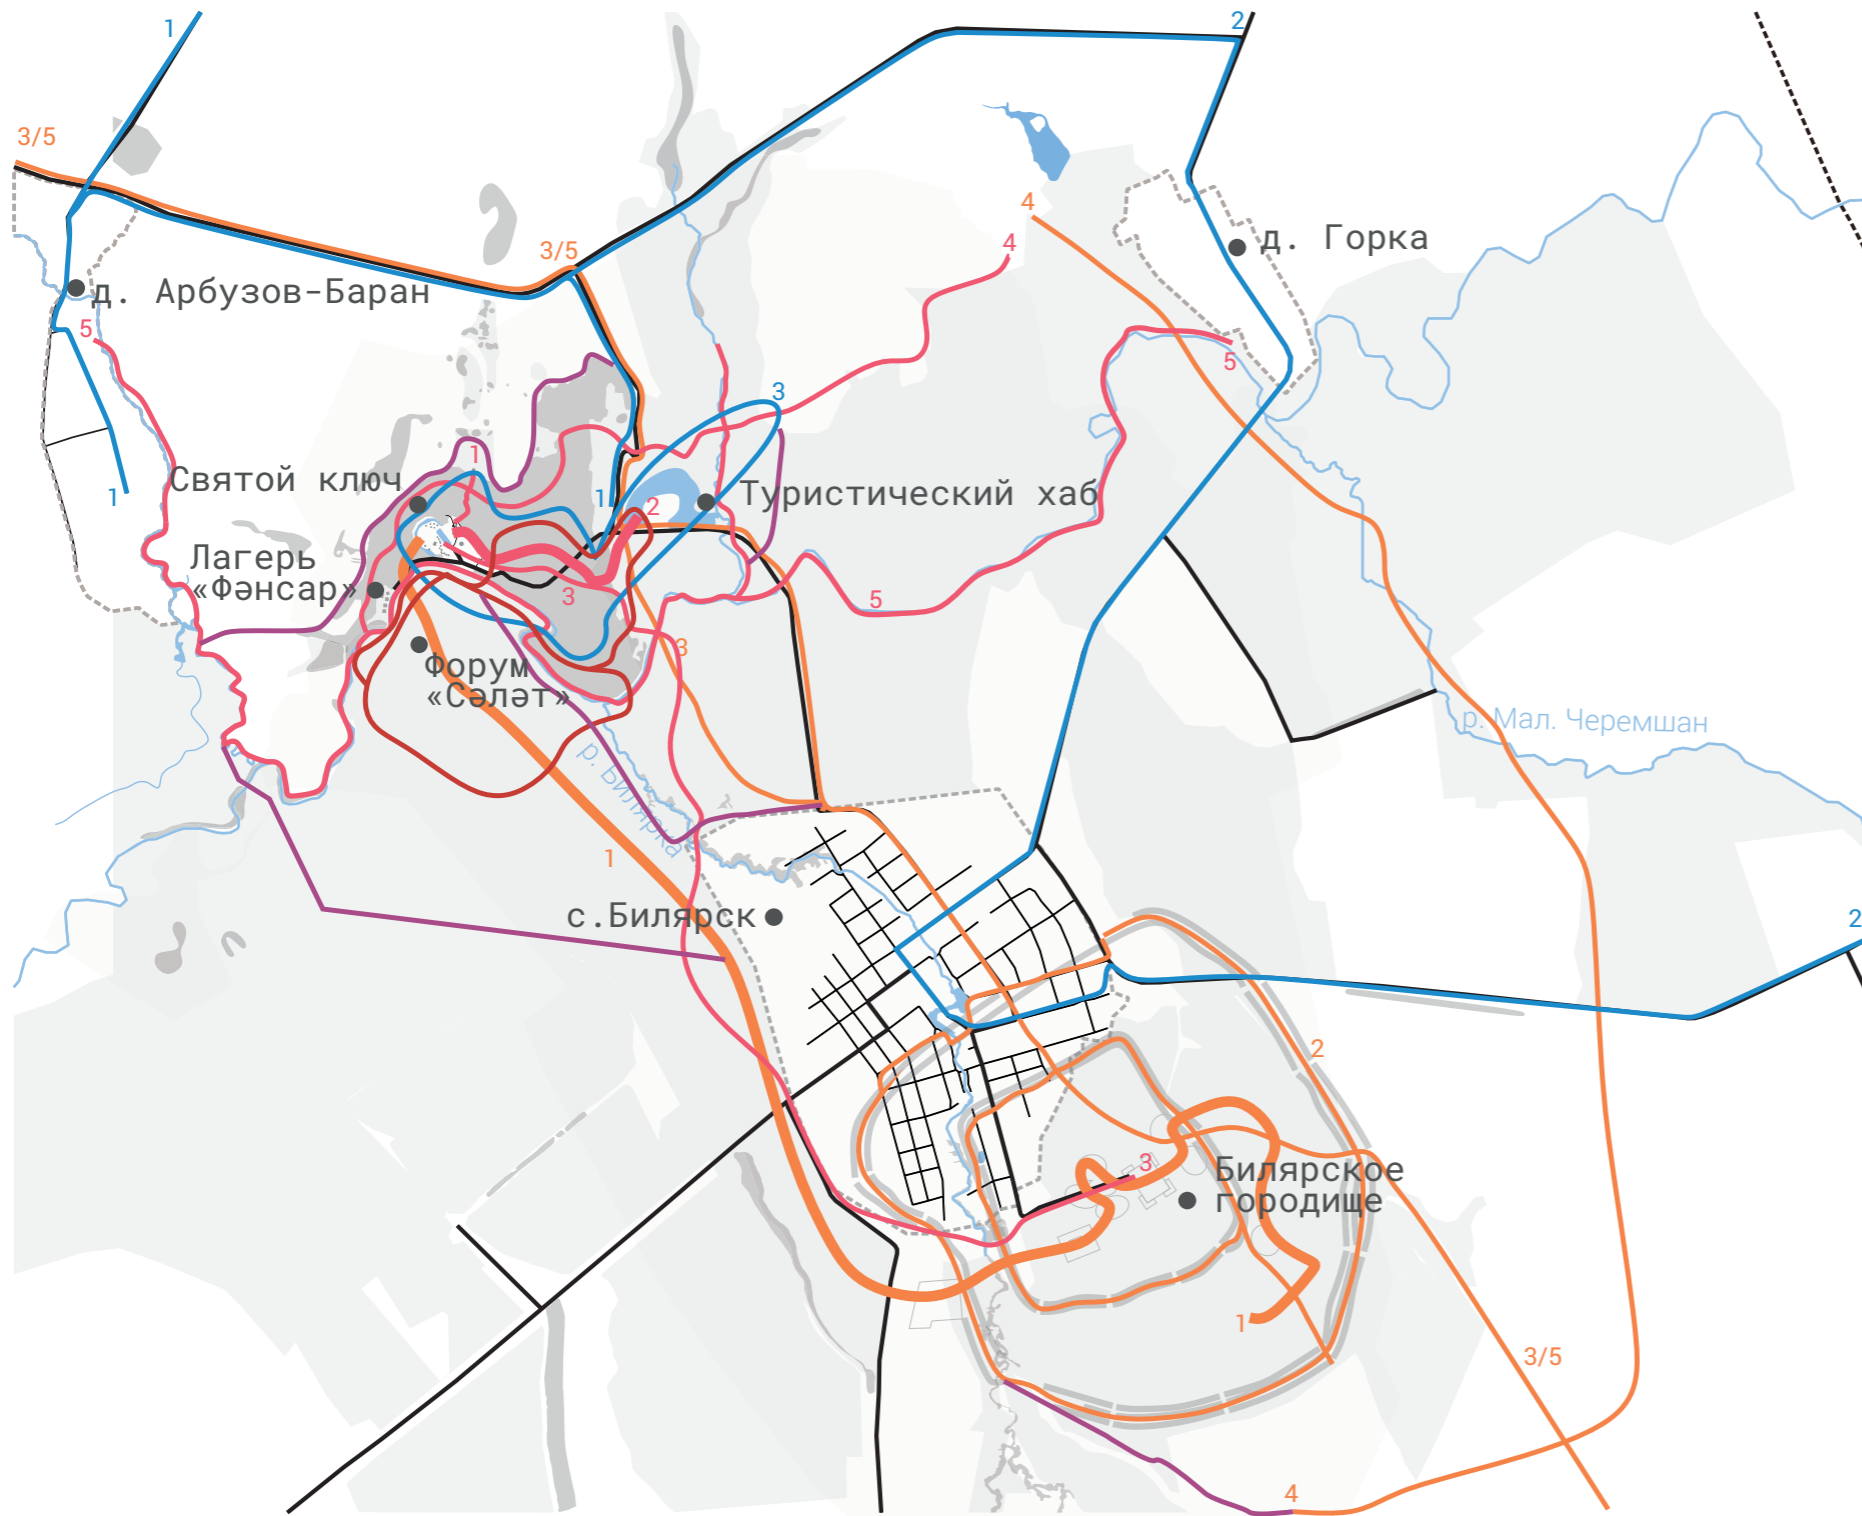 1
2
3/5
4
3/5
4
д. Горка
д. Арбузов-Баран
5
5
3
1
Святой ключ
1
1
2
Туристический хаб
Лагерь
«Фәнсар»
3
5
3
Форум
«Сәләт»
р. Мал. Черемшан
р. Билярка
1
с.Билярск
2
2
3
Билярское
городище
1
3/5
4